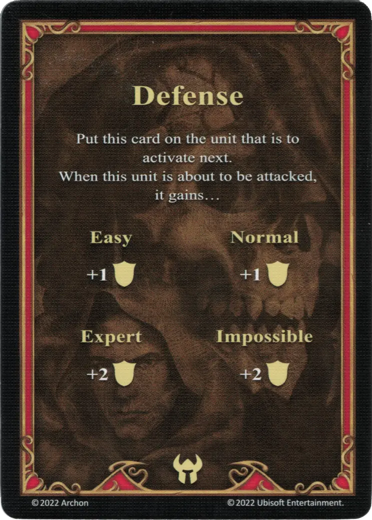 Defense
Put this card on the unit that is to
activate next.
When this unit is about to be attacked,
it gains…
Easy Normal
+1 +1
Expert Impossible
+2 +2
©2022 Archon ©2022 Ubisoft Entertainment.